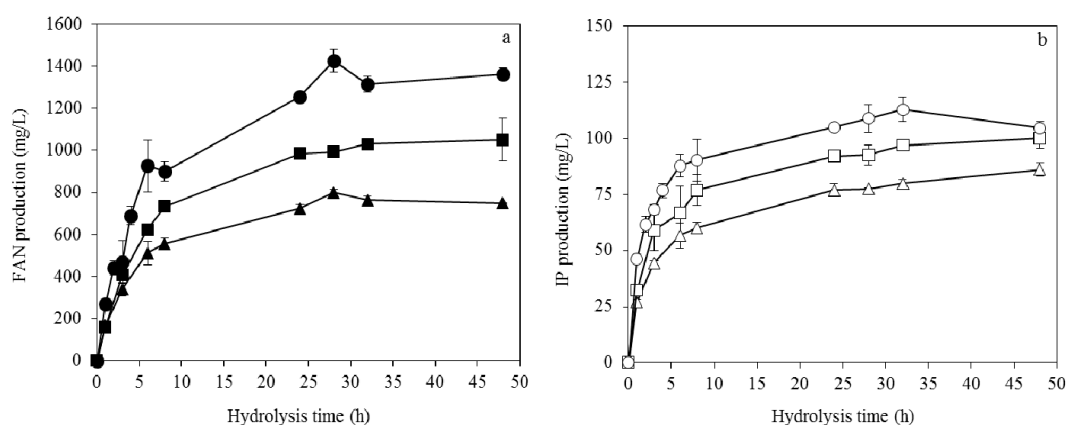 a
FAN production (mg/L)
1600
1400
1200
1000
800
600
400
200
0
0 5 10 15 20 25 30 35 40 45 50
Hydrolysis time (h)
b
IP production (mg/L)
150
125
100
75
50
25
0
0 5 10 15 20 25 30 35 40 45 50
Hydrolysis time (h)